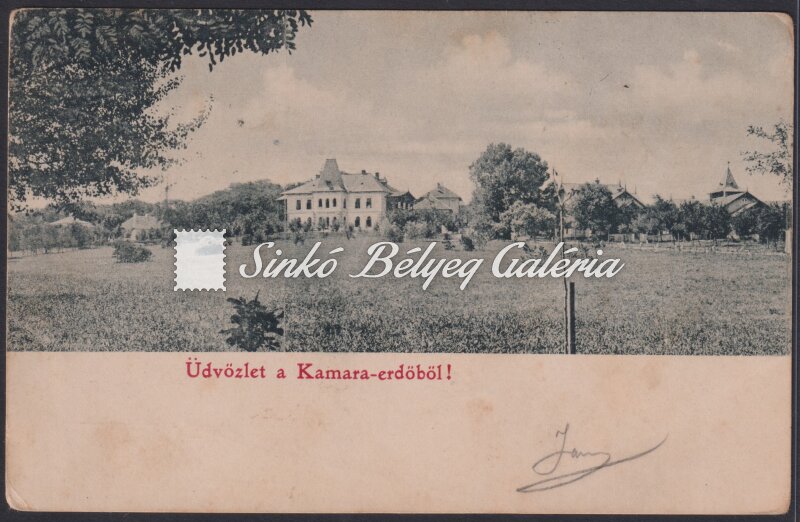 Sinkó Bélyeg Galéria
Üdvözlet a Kamara-erdőből!